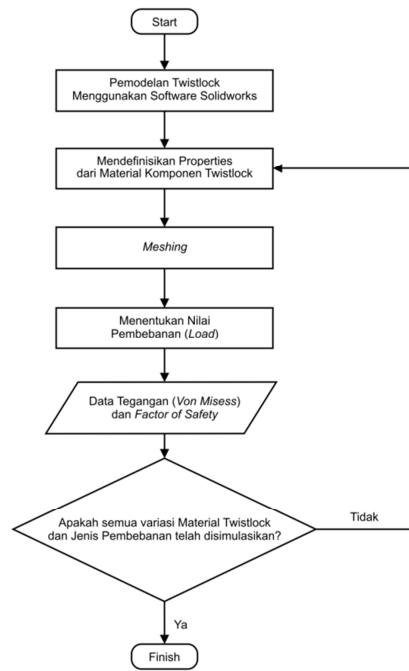 Start
Pemodelan Twistlock
Menggunakan Software Solidworks
Mendefinisikan Properties
dari Material Komponen Twistlock
Meshing
Menentukan Nilai
Pembebanan (Load)
Data Tegangan (Von Misess)
dan Factor of Safety
Apakah semua variasi Material Twistlock
dan Jenis Pembebanan telah disimulasikan?
Tidak
Ya
Finish